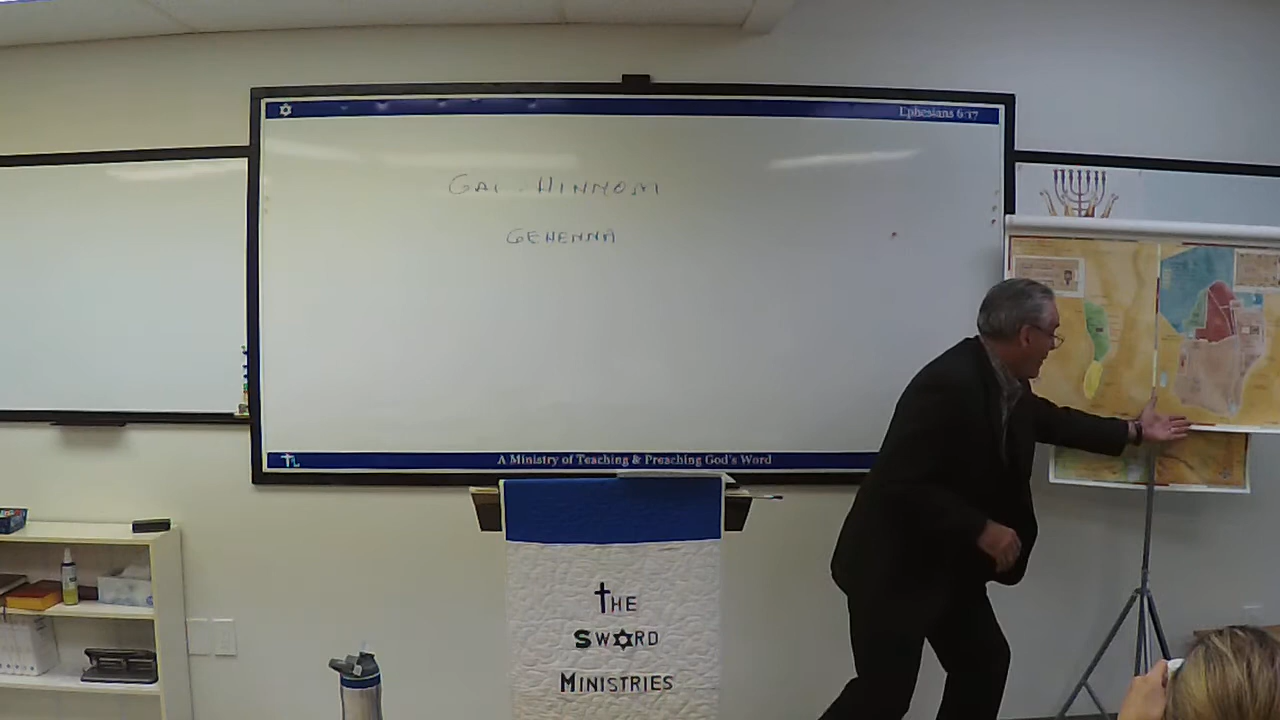 Ephesians 6:17
GAI HINNOM
GEHENNA
A Ministry of Teaching & Preaching God's Word
THE
SWORD
MINISTRIES